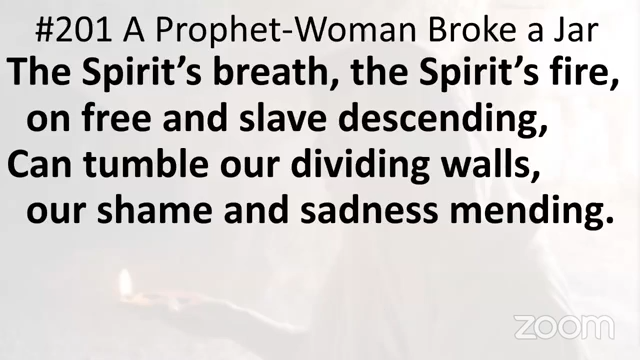 #201 A Prophet-Woman Broke a Jar
The Spirit’s breath, the Spirit’s fire,
on free and slave descending,
Can tumble our dividing walls,
our shame and sadness mending.
zoom